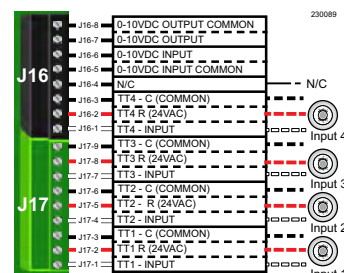 230089
J16-8 0-10VDC OUTPUT COMMON
J16-7 0-10VDC OUTPUT
J16-6 0-10VDC INPUT
J16-5 0-10VDC INPUT COMMON
J16
J16-4 N/C N/C
J16-3 TT4 - C (COMMON)
J16-2 TT4 R (24VAC)
J16-1 TT4 - INPUT
Input 4
J17-9 TT3 - C (COMMON)
J17-8 TT3 R (24VAC)
J17-7 TT3 - INPUT
Input 3
J17-6 TT2 - C (COMMON)
J17
J17-5 TT2 - R (24VAC)
J17-4 TT2 - INPUT
Input 2
J17-3 TT1 - C (COMMON)
J17-2 TT1 R (24VAC)
J17-1 TT1 - INPUT